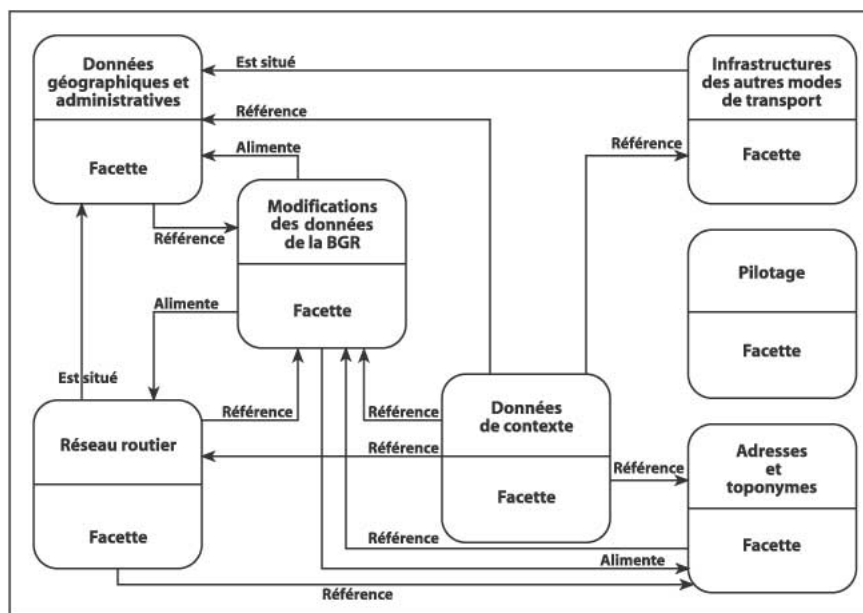 Données
géographiques et
administratives
Facette
Est situé
Infrastructures
des autres modes
de transport
Facette
Référence
Alimente
Référence
Référence
Modifications
des données
de la BGR
Facette
Pilotage
Facette
Alimente
Est situé
Réseau routier
Facette
Référence
Référence
Données
de contexte
Facette
Référence
Référence
Adresses
et
toponymes
Facette
Référence
Alimente
Référence